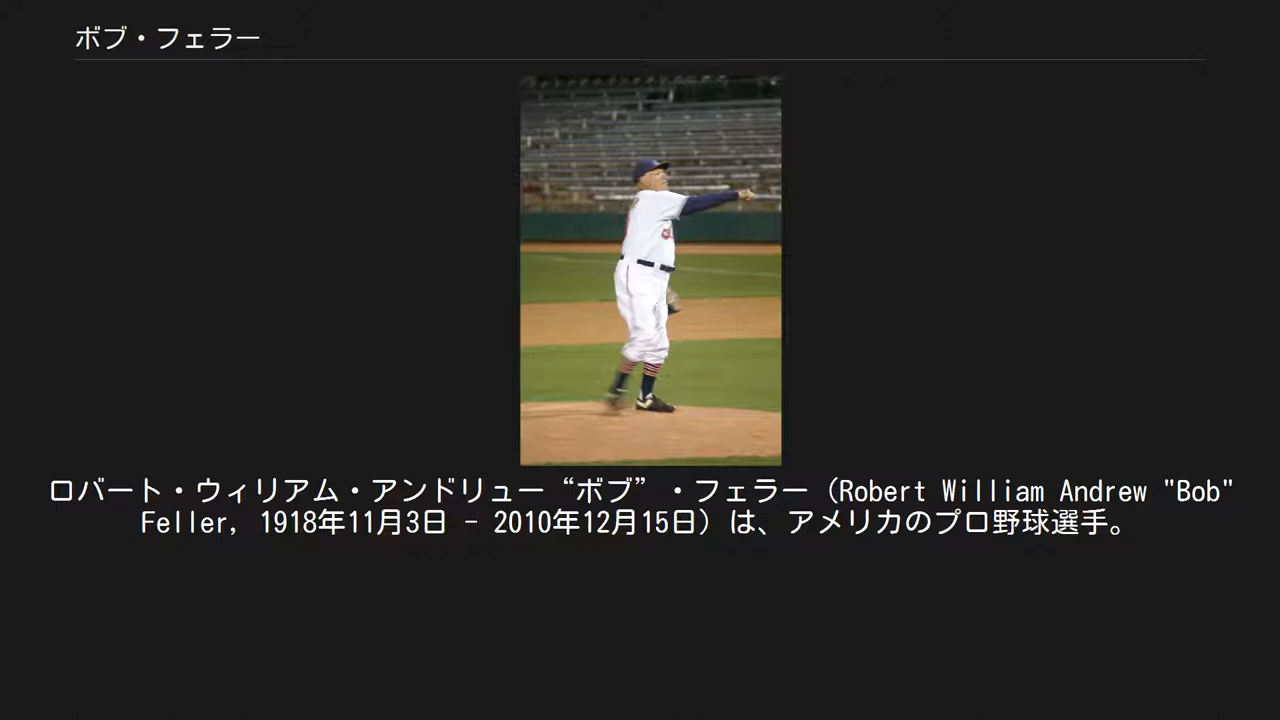 ボブ・フェラー
ロバート・ウィリアム・アンドリュー“ボブ”・フェラー（Robert William Andrew "Bob"
Feller, 1918年11月3日 - 2010年12月15日）は、アメリカのプロ野球選手。